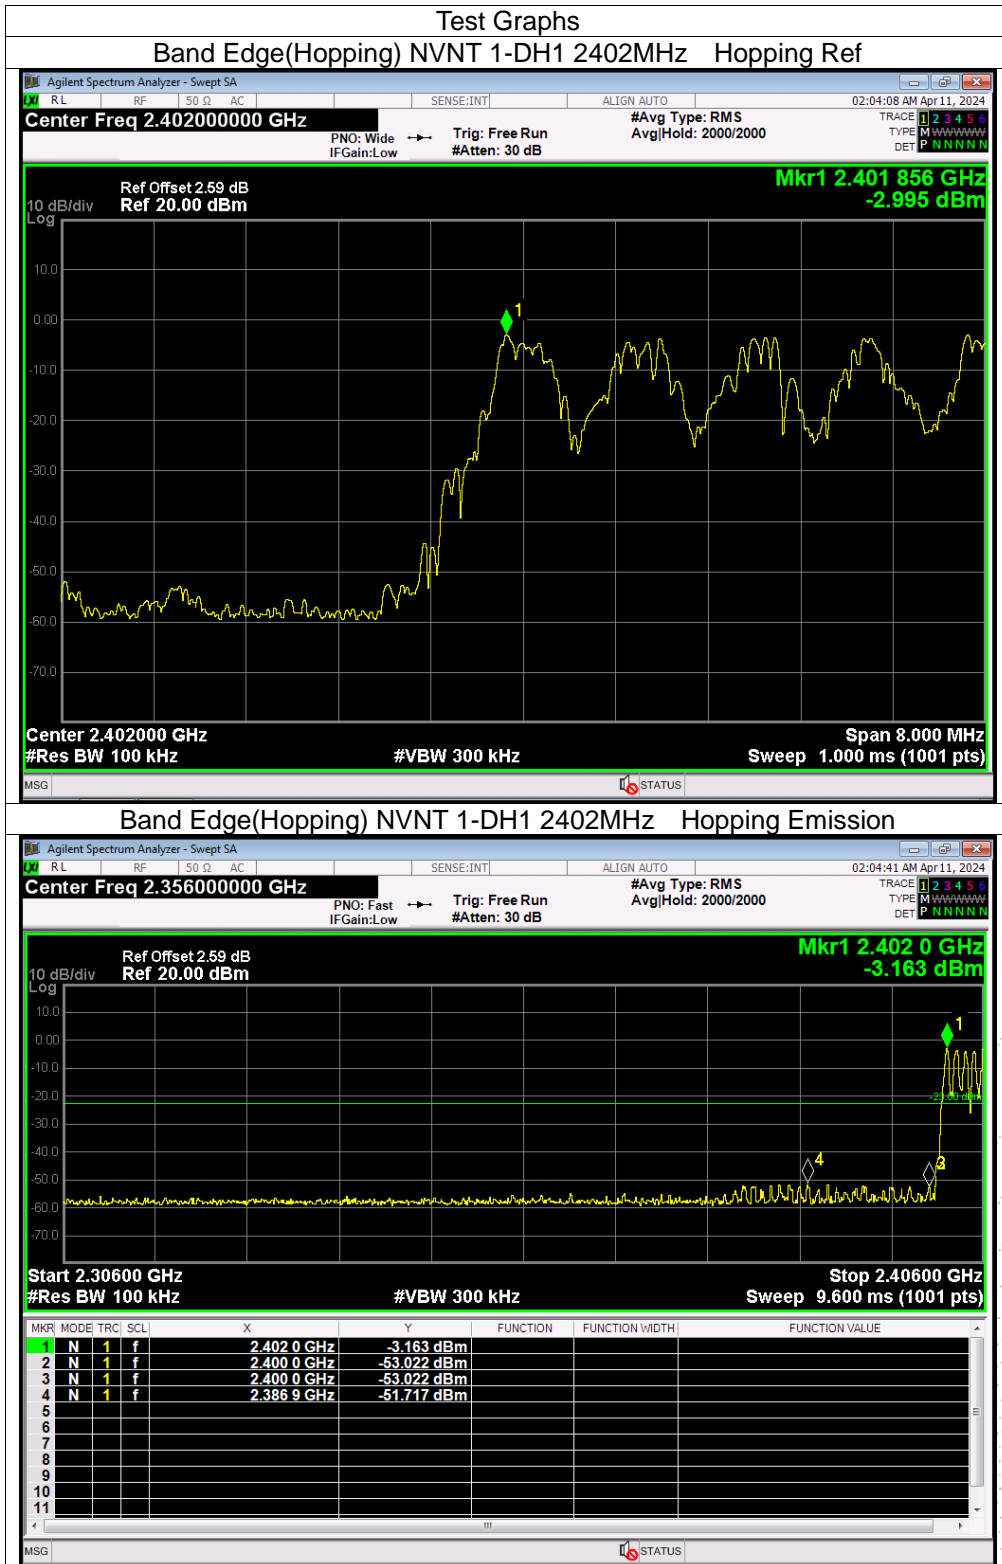 Test Graphs
Band Edge(Hopping) NVNT 1-DH1 2402MHz Hopping Ref
Agilent Spectrum Analyzer - Swept SA
LXI RL RF 50 Ω AC SENSE:INT ALIGN AUTO 02:04:08 AM Apr 11, 2024
Center Freq 2.402000000 GHz #Avg Type: RMS TRACE 1 2 3 4 5 6
PNO: Wide Trig: Free Run Avg|Hold: 2000/2000 TYPE M WWWWW
IFGain:Low #Atten: 30 dB DET P N N N N N
Mkr1 2.401 856 GHz
Ref Offset 2.59 dB
10 dB/div Ref 20.00 dBm -2.995 dBm
Log
10.0
1
0.00
-10.0
-20.0
-30.0
-40.0
-50.0
-60.0
-70.0
Center 2.402000 GHz Span 8.000 MHz
#Res BW 100 kHz #VBW 300 kHz Sweep 1.000 ms (1001 pts)
MSG STATUS
Band Edge(Hopping) NVNT 1-DH1 2402MHz Hopping Emission
Agilent Spectrum Analyzer - Swept SA
LXI RL RF 50 Ω AC SENSE:INT ALIGN AUTO 02:04:41 AM Apr 11, 2024
Center Freq 2.356000000 GHz #Avg Type: RMS TRACE 1 2 3 4 5 6
PNO: Fast Trig: Free Run Avg|Hold: 2000/2000 TYPE M WWWWW
IFGain:Low #Atten: 30 dB DET P N N N N N
Mkr1 2.402 0 GHz
Ref Offset 2.59 dB
10 dB/div Ref 20.00 dBm -3.163 dBm
Log
10.0
1
0.00
-10.0
-20.0
-30.0
-40.0
4 3
-50.0
-60.0
-70.0
Start 2.30600 GHz Stop 2.40600 GHz
#Res BW 100 kHz #VBW 300 kHz Sweep 9.600 ms (1001 pts)
MKR MODE TRC SCL X Y FUNCTION FUNCTION WIDTH FUNCTION VALUE
1 N 1 f 2.402 0 GHz -3.163 dBm
2 N 1 f 2.400 0 GHz -53.022 dBm
3 N 1 f 2.400 0 GHz -53.022 dBm
4 N 1 f 2.386 9 GHz -51.717 dBm
5
6
7
8
9
10
11
MSG STATUS